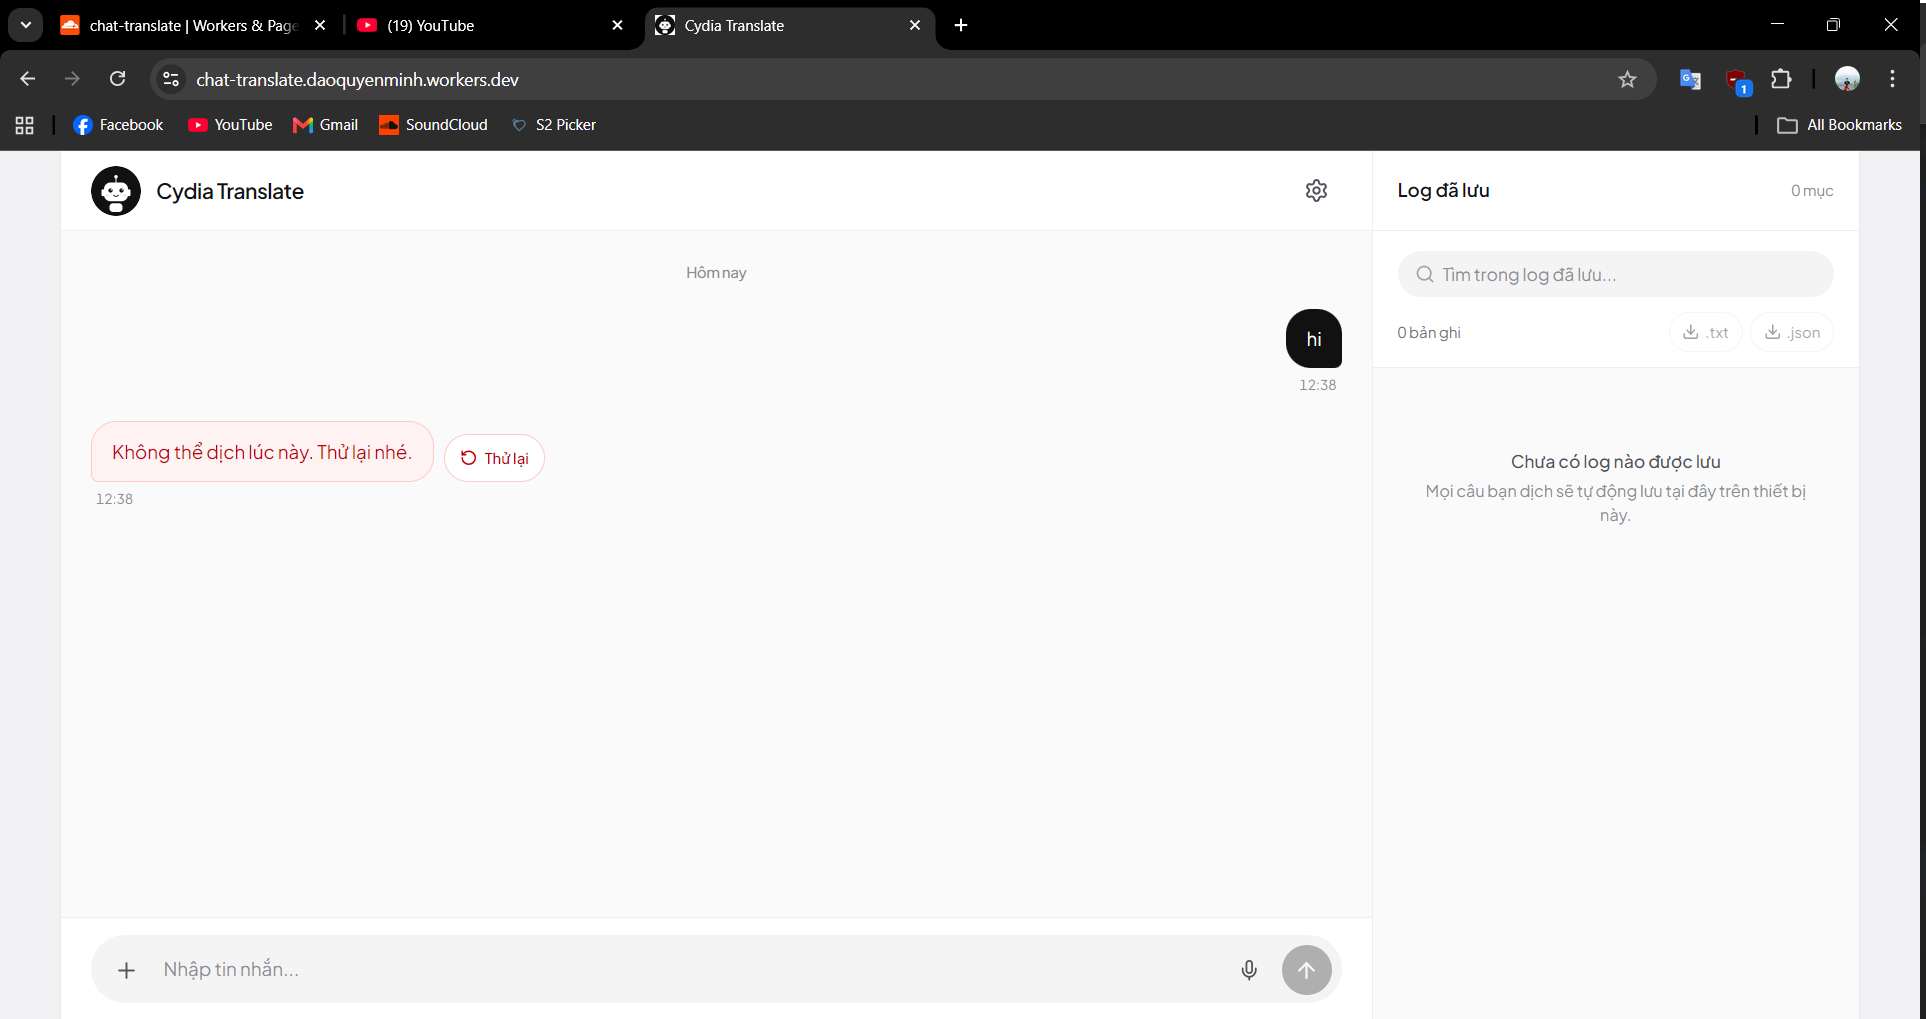 chat-translate | Workers & Page
(19) YouTube
Cydia Translate
chat-translate.daoquyenminh.workers.dev
1
Facebook
YouTube
Gmail
SoundCloud
S2 Picker
All Bookmarks
Cydia Translate
Hôm nay
hi
12:38
Không thể dịch lúc này. Thử lại nhé.
Thử lại
12:38
Nhập tin nhắn...
Log đã lưu
0 mục
Tìm trong log đã lưu...
0 bản ghi
.txt
.json
Chưa có log nào được lưu
Mọi câu bạn dịch sẽ tự động lưu tại đây trên thiết bị
này.